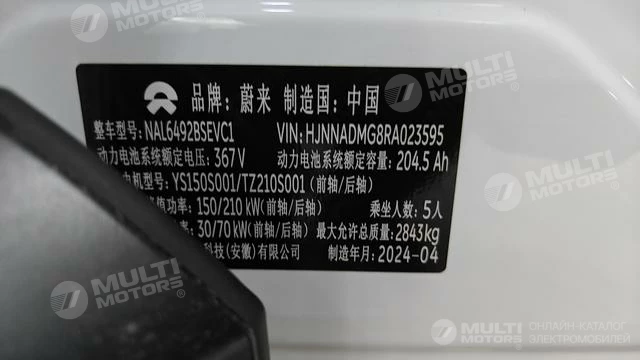 MULTI
MOTORS®
品牌: 蔚来 制造国: 中国
整车型号: NAL6492BSEVC1 VIN: HJNNADMG8RA023595
动力电池系统额定电压: 367V 动力电池系统额定容量: 204.5 Ah
机型号: YS150S001/TZ210S001 (前轴/后轴)
值功率: 150/210 kW(前轴/后轴) 乘坐人数: 5人
率: 30/70 kW(前轴/后轴) 最大允许总质量: 2843kg
科技(安徽)有限公司 制造年月: 2024-04
MULTI
MOTORS®
MULTI
MOTORS®
MULTI
MOTORS®
MULTI
MOTORS
ОНЛАЙН-КАТАЛОГ
ЭЛЕКТРОМОБИЛЕЙ